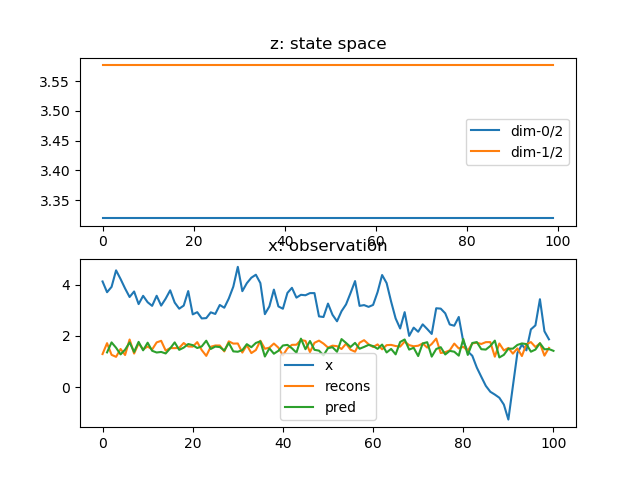 z: state space
3.55
3.50
3.45
3.40
3.35
dim-0/2
dim-1/2
0 20 40 60 80 100
x: observation
4
2
0
x
recons
pred
0 20 40 60 80 100